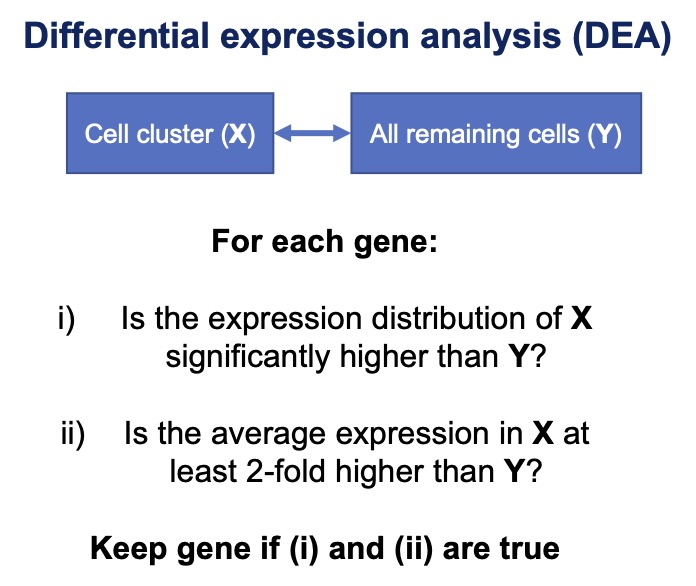 Differential expression analysis (DEA)
Cell cluster (X)
All remaining cells (Y)
For each gene:
i) Is the expression distribution of X
significantly higher than Y?
ii) Is the average expression in X at
least 2-fold higher than Y?
Keep gene if (i) and (ii) are true